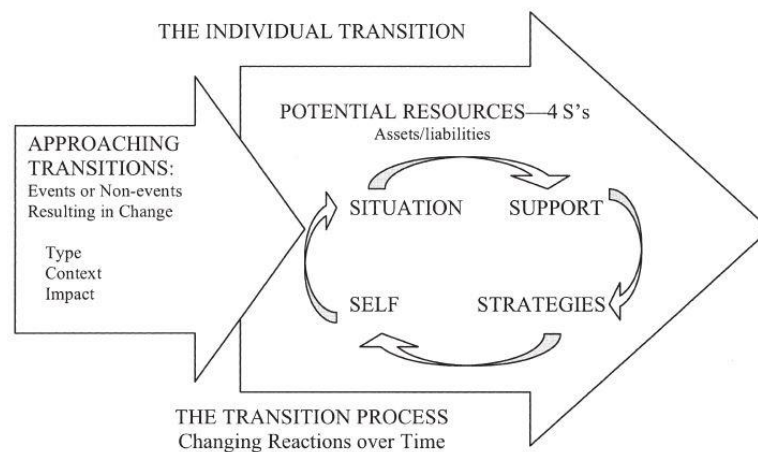 THE INDIVIDUAL TRANSITION
POTENTIAL RESOURCES—4 S's
Assets/liabilities
APPROACHING
TRANSITIONS:
Events or Non-events
Resulting in Change
Type
Context
Impact
SITUATION
SUPPORT
SELF
STRATEGIES
THE TRANSITION PROCESS
Changing Reactions over Time